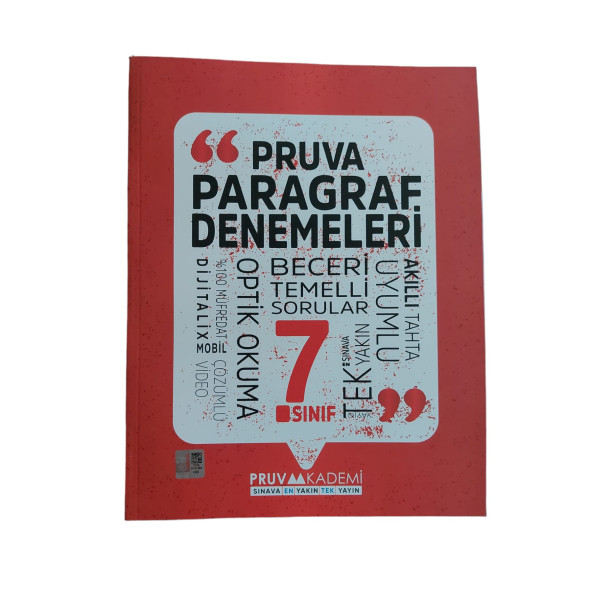 PRUVA
PARAGRAF
DENEMELERİ
BECERİ
TEMELLİ
SORULAR
7.SINIF
OPTİK OKUMA
%100 MÜFREDAT
ÇÖZÜMLÜ
DİJİTALİX
MOBİL
VİDEO
AKILLI TAHTA
UYUMLU
SINAVA
EN
YAKIN
TEK
PRUVAKADEMİ
SINAVA EN YAKIN TEK YAYIN